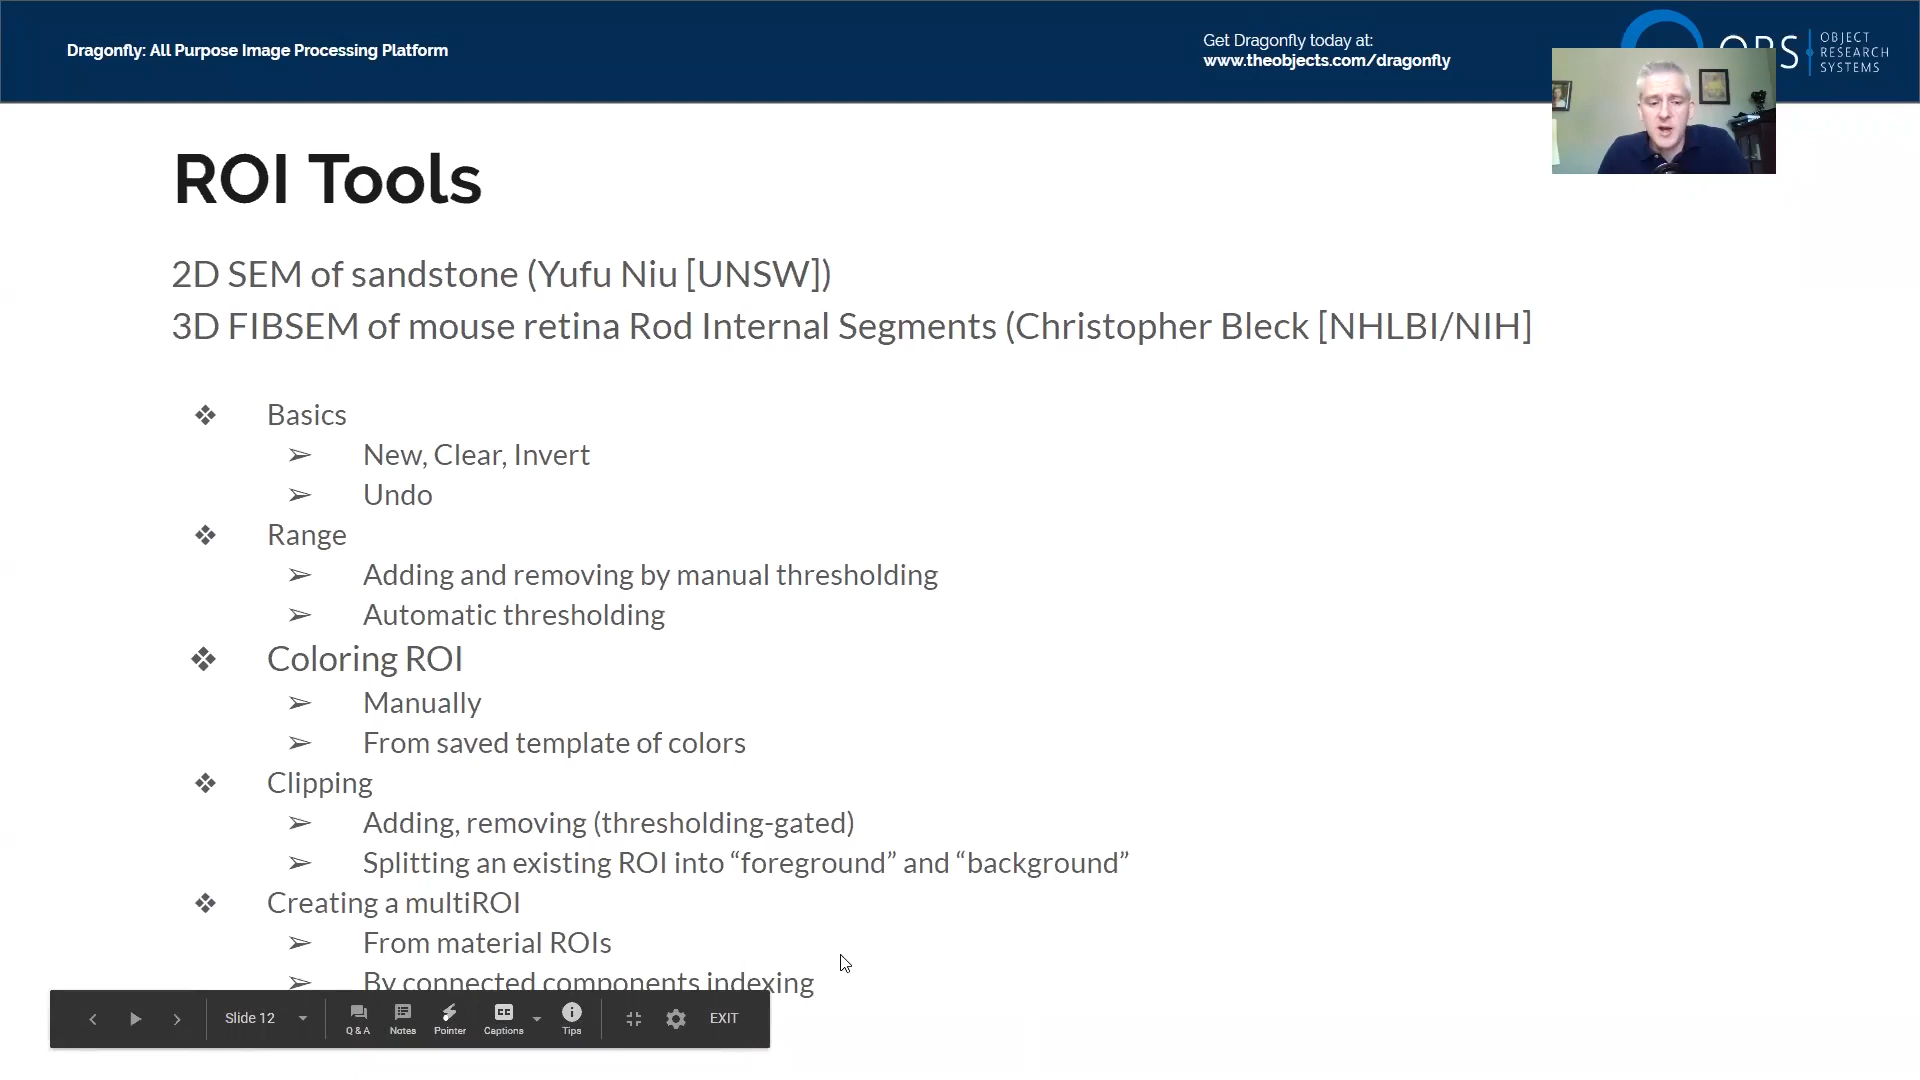 Dragonfly: All Purpose Image Processing Platform
Get Dragonfly today at:
www.theobjects.com/dragonfly
OBJECT
RESEARCH
SYSTEMS
ROI Tools
2D SEM of sandstone (Yufu Niu [UNSW])
3D FIBSEM of mouse retina Rod Internal Segments (Christopher Bleck [NHLBI/NIH]
❖ Basics
➢ New, Clear, Invert
➢ Undo
❖ Range
➢ Adding and removing by manual thresholding
➢ Automatic thresholding
❖ Coloring ROI
➢ Manually
➢ From saved template of colors
❖ Clipping
➢ Adding, removing (thresholding-gated)
➢ Splitting an existing ROI into “foreground” and “background”
❖ Creating a multiROI
➢ From material ROIs
➢ By connected components indexing
Slide 12
Q & A
Notes
Pointer
CC
Captions
Tips
EXIT